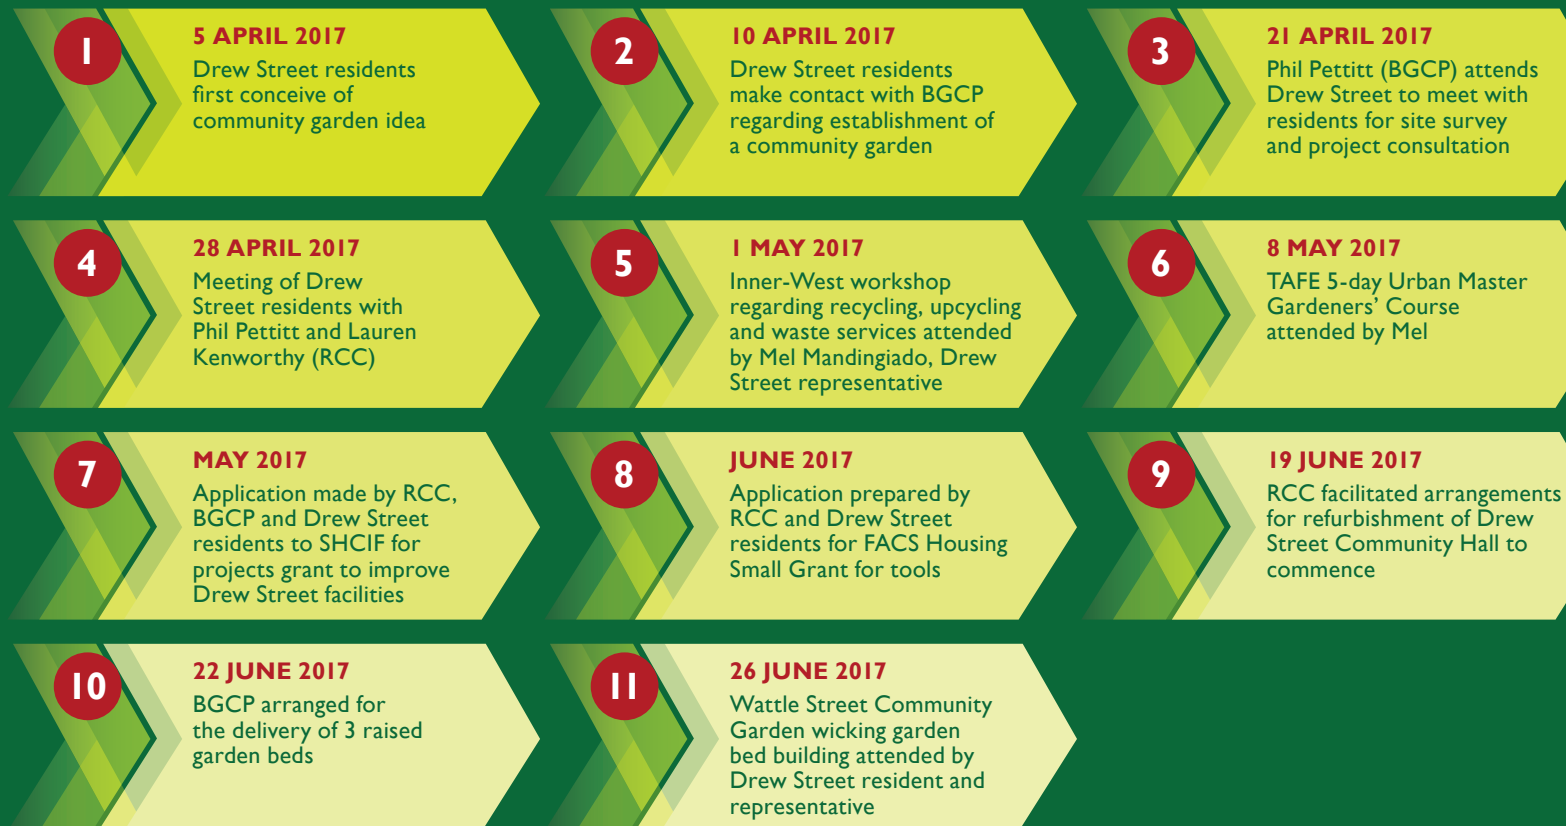 1
5 APRIL 2017
Drew Street residents
first conceive of
community garden idea
2
10 APRIL 2017
Drew Street residents
make contact with BGCP
regarding establishment of
a community garden
3
21 APRIL 2017
Phil Pettitt (BGCP) attends
Drew Street to meet with
residents for site survey
and project consultation
4
28 APRIL 2017
Meeting of Drew
Street residents with
Phil Pettitt and Lauren
Kenworthy (RCC)
5
1 MAY 2017
Inner-West workshop
regarding recycling, upcycling
and waste services attended
by Mel Mandingiado, Drew
Street representative
6
8 MAY 2017
TAFE 5-day Urban Master
Gardeners’ Course
attended by Mel
7
MAY 2017
Application made by RCC,
BGCP and Drew Street
residents to SHCIF for
projects grant to improve
Drew Street facilities
8
JUNE 2017
Application prepared by
RCC and Drew Street
residents for FACS Housing
Small Grant for tools
9
19 JUNE 2017
RCC facilitated arrangements
for refurbishment of Drew
Street Community Hall to
commence
10
22 JUNE 2017
BGCP arranged for
the delivery of 3 raised
garden beds
11
26 JUNE 2017
Wattle Street Community
Garden wicking garden
bed building attended by
Drew Street resident and
representative